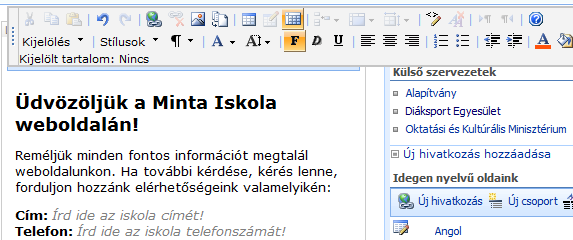 Kijelölés Stílusok ¶ A A: F D U A
Kijelölt tartalom: Nincs
Üdvözöljük a Minta Iskola
weboldalán!
Reméljük minden fontos információt megtalál
weboldalunkon. Ha további kérdése, kérés lenne,
forduljon hozzánk elérhetőségeink valamelyikén:
Cím: Írd ide az iskola címét!
Telefon: Írd ide az iskola telefonszámát!
Külső szervezetek
Alapítvány
Diáksport Egyesület
Oktatási és Kultúrális Minisztérium
Új hivatkozás hozzáadása
Idegen nyelvű oldaink
Új hivatkozás Új csoport
Angol